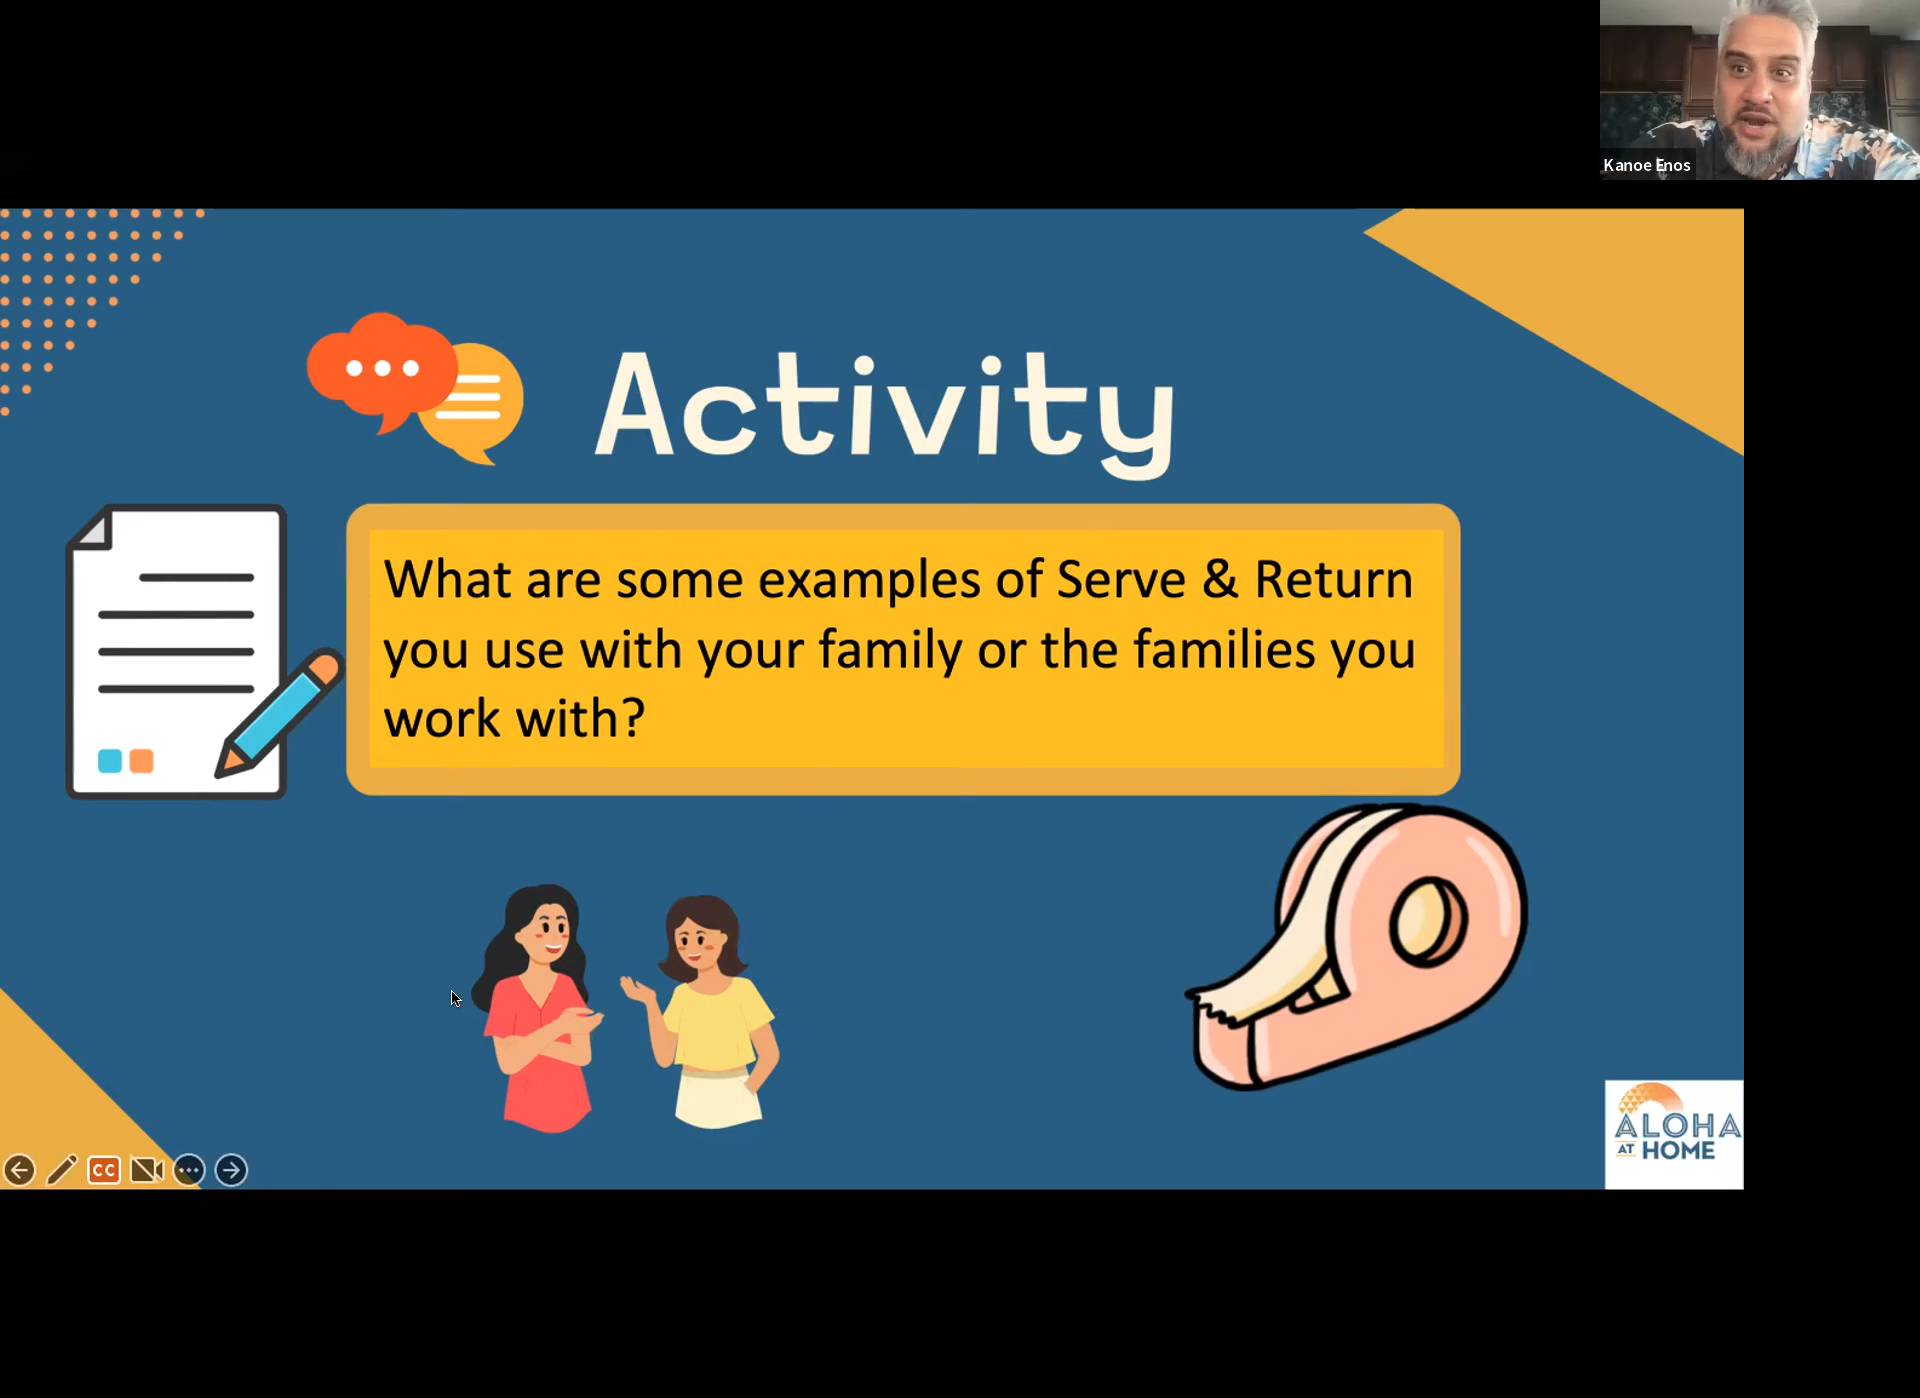 Kanoe Enos
Activity
What are some examples of Serve & Return
you use with your family or the families you
work with?
CC
ALOHA
AT HOME